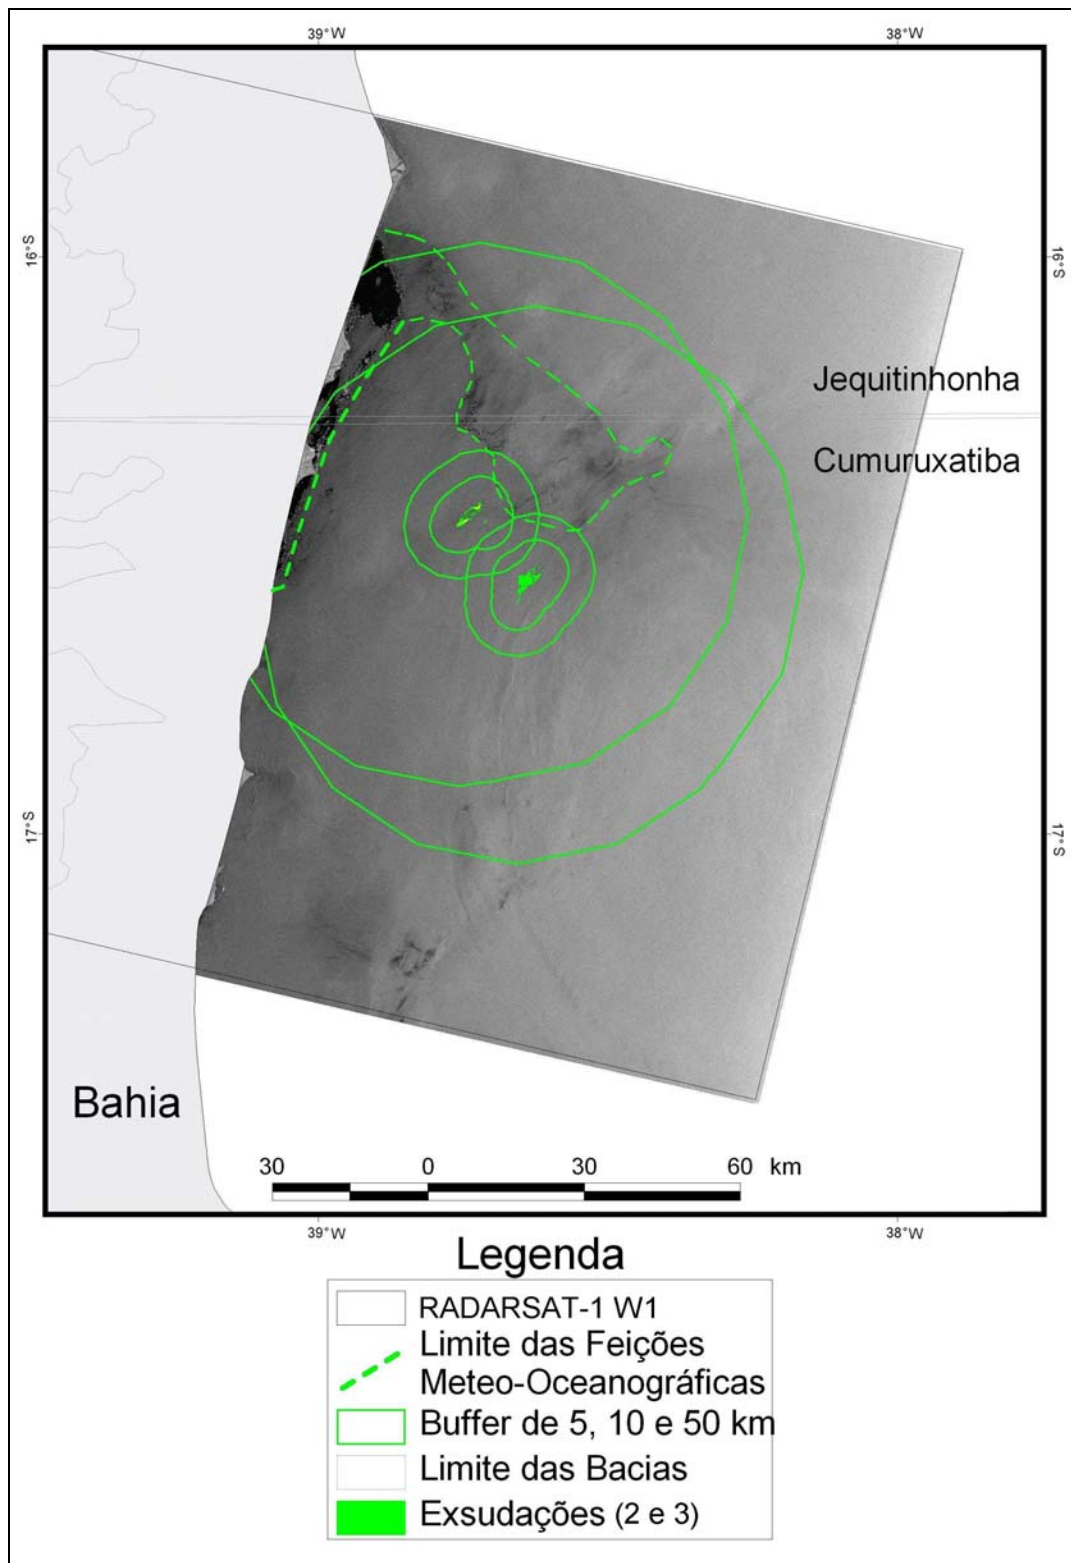 39°W 38°W
16°S 16°S
Jequitinhonha
Cumuruxatiba
17°S 17°S
Bahia
30 0 30 60 km
39°W 38°W
Legenda
RADARSAT-1 W1
Limite das Feições
Meteo-Oceanográficas
Buffer de 5, 10 e 50 km
Limite das Bacias
Exsudações (2 e 3)